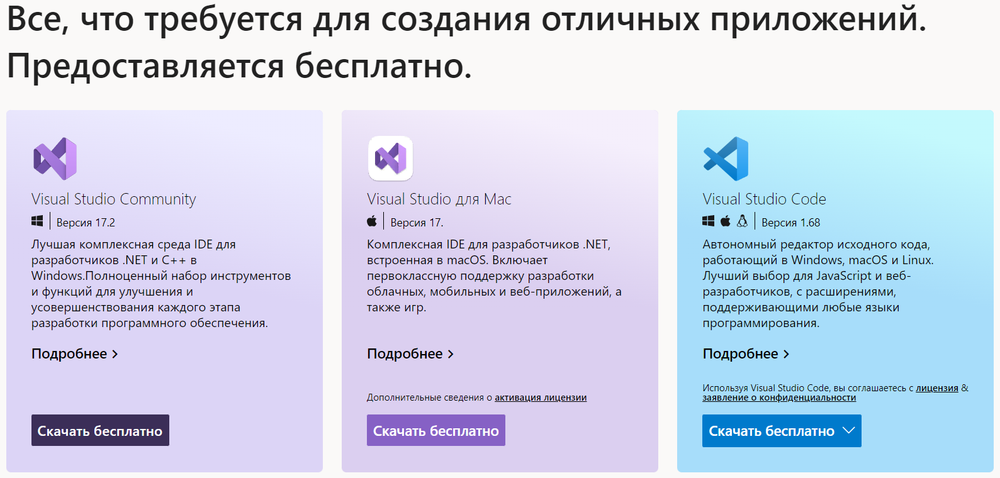 Все, что требуется для создания отличных приложений.
Предоставляется бесплатно.
Visual Studio Community
Версия 17.2
Лучшая комплексная среда IDE для
разработчиков .NET и C++ в
Windows.Полноценный набор инструментов
и функций для улучшения и
усовершенствования каждого этапа
разработки программного обеспечения.
Подробнее
Скачать бесплатно
Visual Studio для Mac
Версия 17.
Комплексная IDE для разработчиков .NET,
встроенная в macOS. Включает
первоклассную поддержку разработки
облачных, мобильных и веб-приложений, а
также игр.
Подробнее
Дополнительные сведения о активация лицензии
Скачать бесплатно
Visual Studio Code
Версия 1.68
Автономный редактор исходного кода,
работающий в Windows, macOS и Linux.
Лучший выбор для JavaScript и веб-
разработчиков, с расширениями,
поддерживающими любые языки
программирования.
Подробнее
Используя Visual Studio Code, вы соглашаетесь с лицензия &
заявление о конфиденциальности
Скачать бесплатно